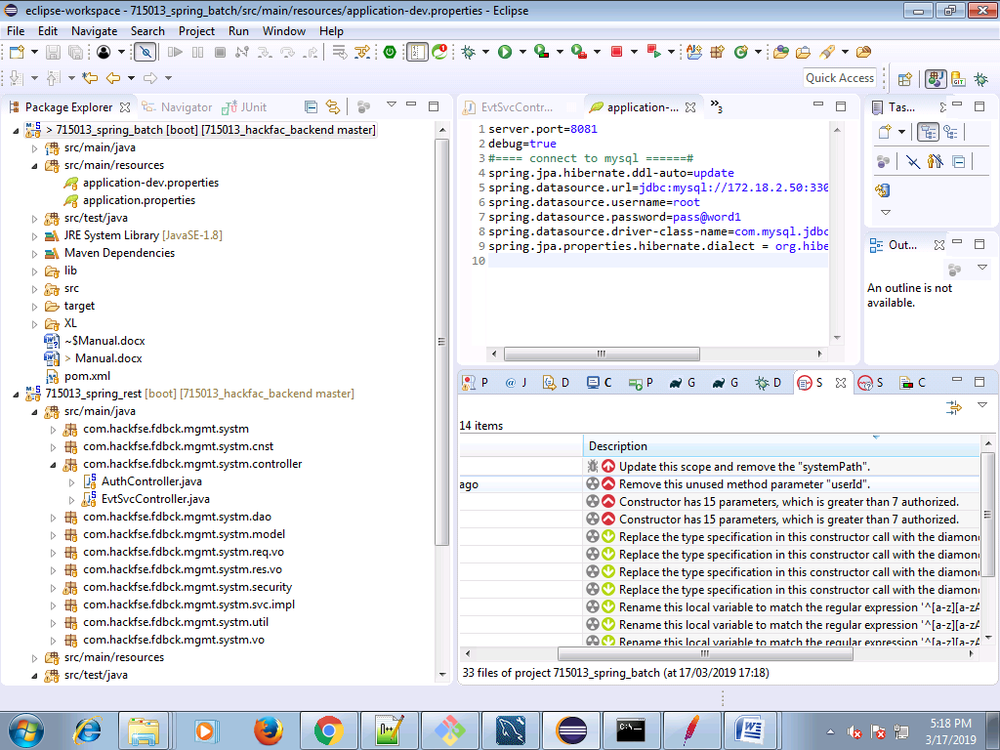 eclipse-workspace - 715013_spring_batch/src/main/resources/application-dev.properties - Eclipse
File Edit Navigate Search Project Run Window Help
Quick Access
Package Explorer Navigator JUnit
> 715013_spring_batch [boot] [715013_hackfac_backend master]
src/main/java
src/main/resources
application-dev.properties
application.properties
src/test/java
JRE System Library [JavaSE-1.8]
Maven Dependencies
lib
src
target
XL
~$Manual.docx
> Manual.docx
pom.xml
715013_spring_rest [boot] [715013_hackfac_backend master]
src/main/java
com.hackfse.fdbck.mgmt.systm
com.hackfse.fdbck.mgmt.systm.cnst
com.hackfse.fdbck.mgmt.systm.controller
AuthController.java
EvtSvcController.java
com.hackfse.fdbck.mgmt.systm.dao
com.hackfse.fdbck.mgmt.systm.model
com.hackfse.fdbck.mgmt.systm.req.vo
com.hackfse.fdbck.mgmt.systm.res.vo
com.hackfse.fdbck.mgmt.systm.security
com.hackfse.fdbck.mgmt.systm.svc.impl
com.hackfse.fdbck.mgmt.systm.util
com.hackfse.fdbck.mgmt.systm.vo
src/main/resources
src/test/java
EvtSvcContr... application-... »3
1 server.port=8081
2 debug=true
3 #==== connect to mysql ======#
4 spring.jpa.hibernate.ddl-auto=update
5 spring.datasource.url=jdbc:mysql://172.18.2.50:330
6 spring.datasource.username=root
7 spring.datasource.password=pass@word1
8 spring.datasource.driver-class-name=com.mysql.jdbc
9 spring.jpa.properties.hibernate.dialect = org.hibe
10
Tas...
Out...
An outline is not
available.
P @ J D C P G G D S S C
14 items
Description
Update this scope and remove the "systemPath".
ago Remove this unused method parameter "userId".
Constructor has 15 parameters, which is greater than 7 authorized.
Constructor has 15 parameters, which is greater than 7 authorized.
Replace the type specification in this constructor call with the diamon
Replace the type specification in this constructor call with the diamon
Replace the type specification in this constructor call with the diamon
Replace the type specification in this constructor call with the diamon
Rename this local variable to match the regular expression '^[a-z][a-zA
Rename this local variable to match the regular expression '^[a-z][a-zA
Rename this local variable to match the regular expression '^[a-z][a-zA
33 files of project 715013_spring_batch (at 17/03/2019 17:18)
5:18 PM
3/17/2019